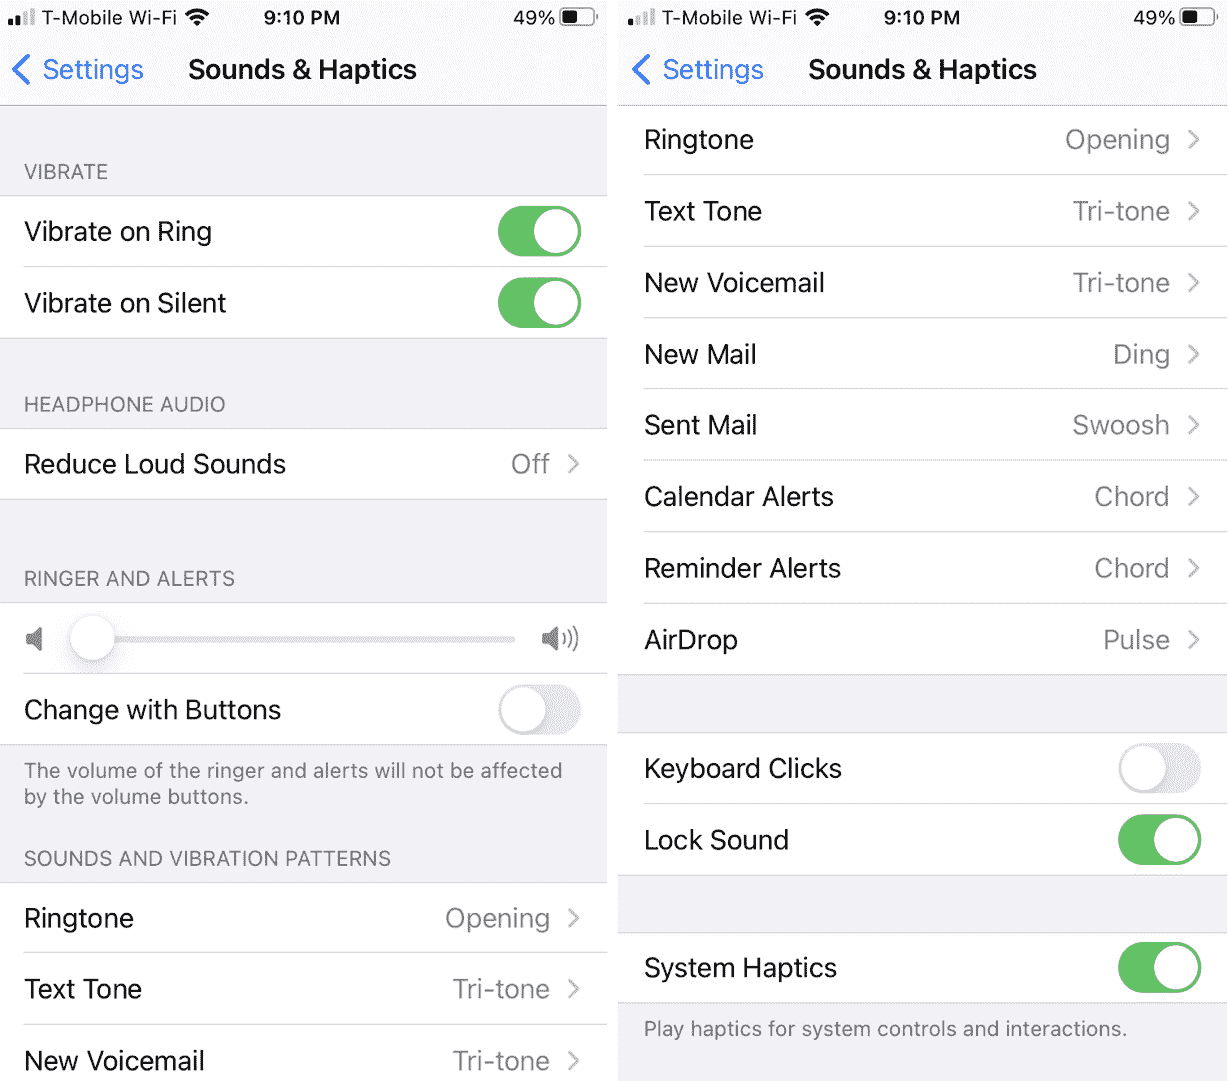 T-Mobile Wi-Fi 9:10 PM 49%
Settings Sounds & Haptics
VIBRATE
Vibrate on Ring
Vibrate on Silent
HEADPHONE AUDIO
Reduce Loud Sounds Off
RINGER AND ALERTS
Change with Buttons
The volume of the ringer and alerts will not be affected
by the volume buttons.
SOUNDS AND VIBRATION PATTERNS
Ringtone Opening
Text Tone Tri-tone
New Voicemail Tri-tone
T-Mobile Wi-Fi 9:10 PM 49%
Settings Sounds & Haptics
Ringtone Opening
Text Tone Tri-tone
New Voicemail Tri-tone
New Mail Ding
Sent Mail Swoosh
Calendar Alerts Chord
Reminder Alerts Chord
AirDrop Pulse
Keyboard Clicks
Lock Sound
System Haptics
Play haptics for system controls and interactions.